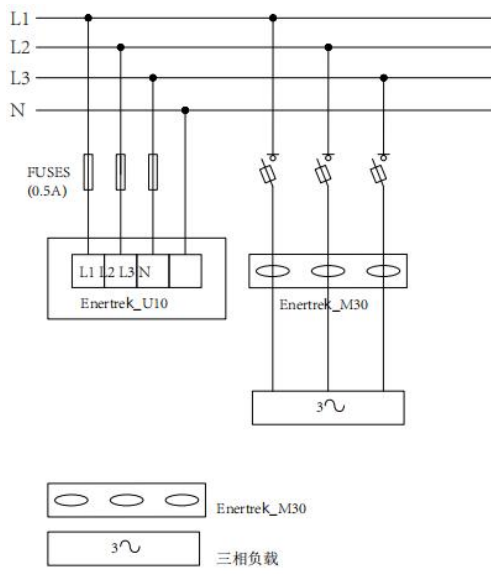 L1
L2
L3
N
FUSES
(0.5A)
L1 L2 L3 N
Enertrek_U10
Enertrek_M30
3
Enertrek_M30
3
三相负载